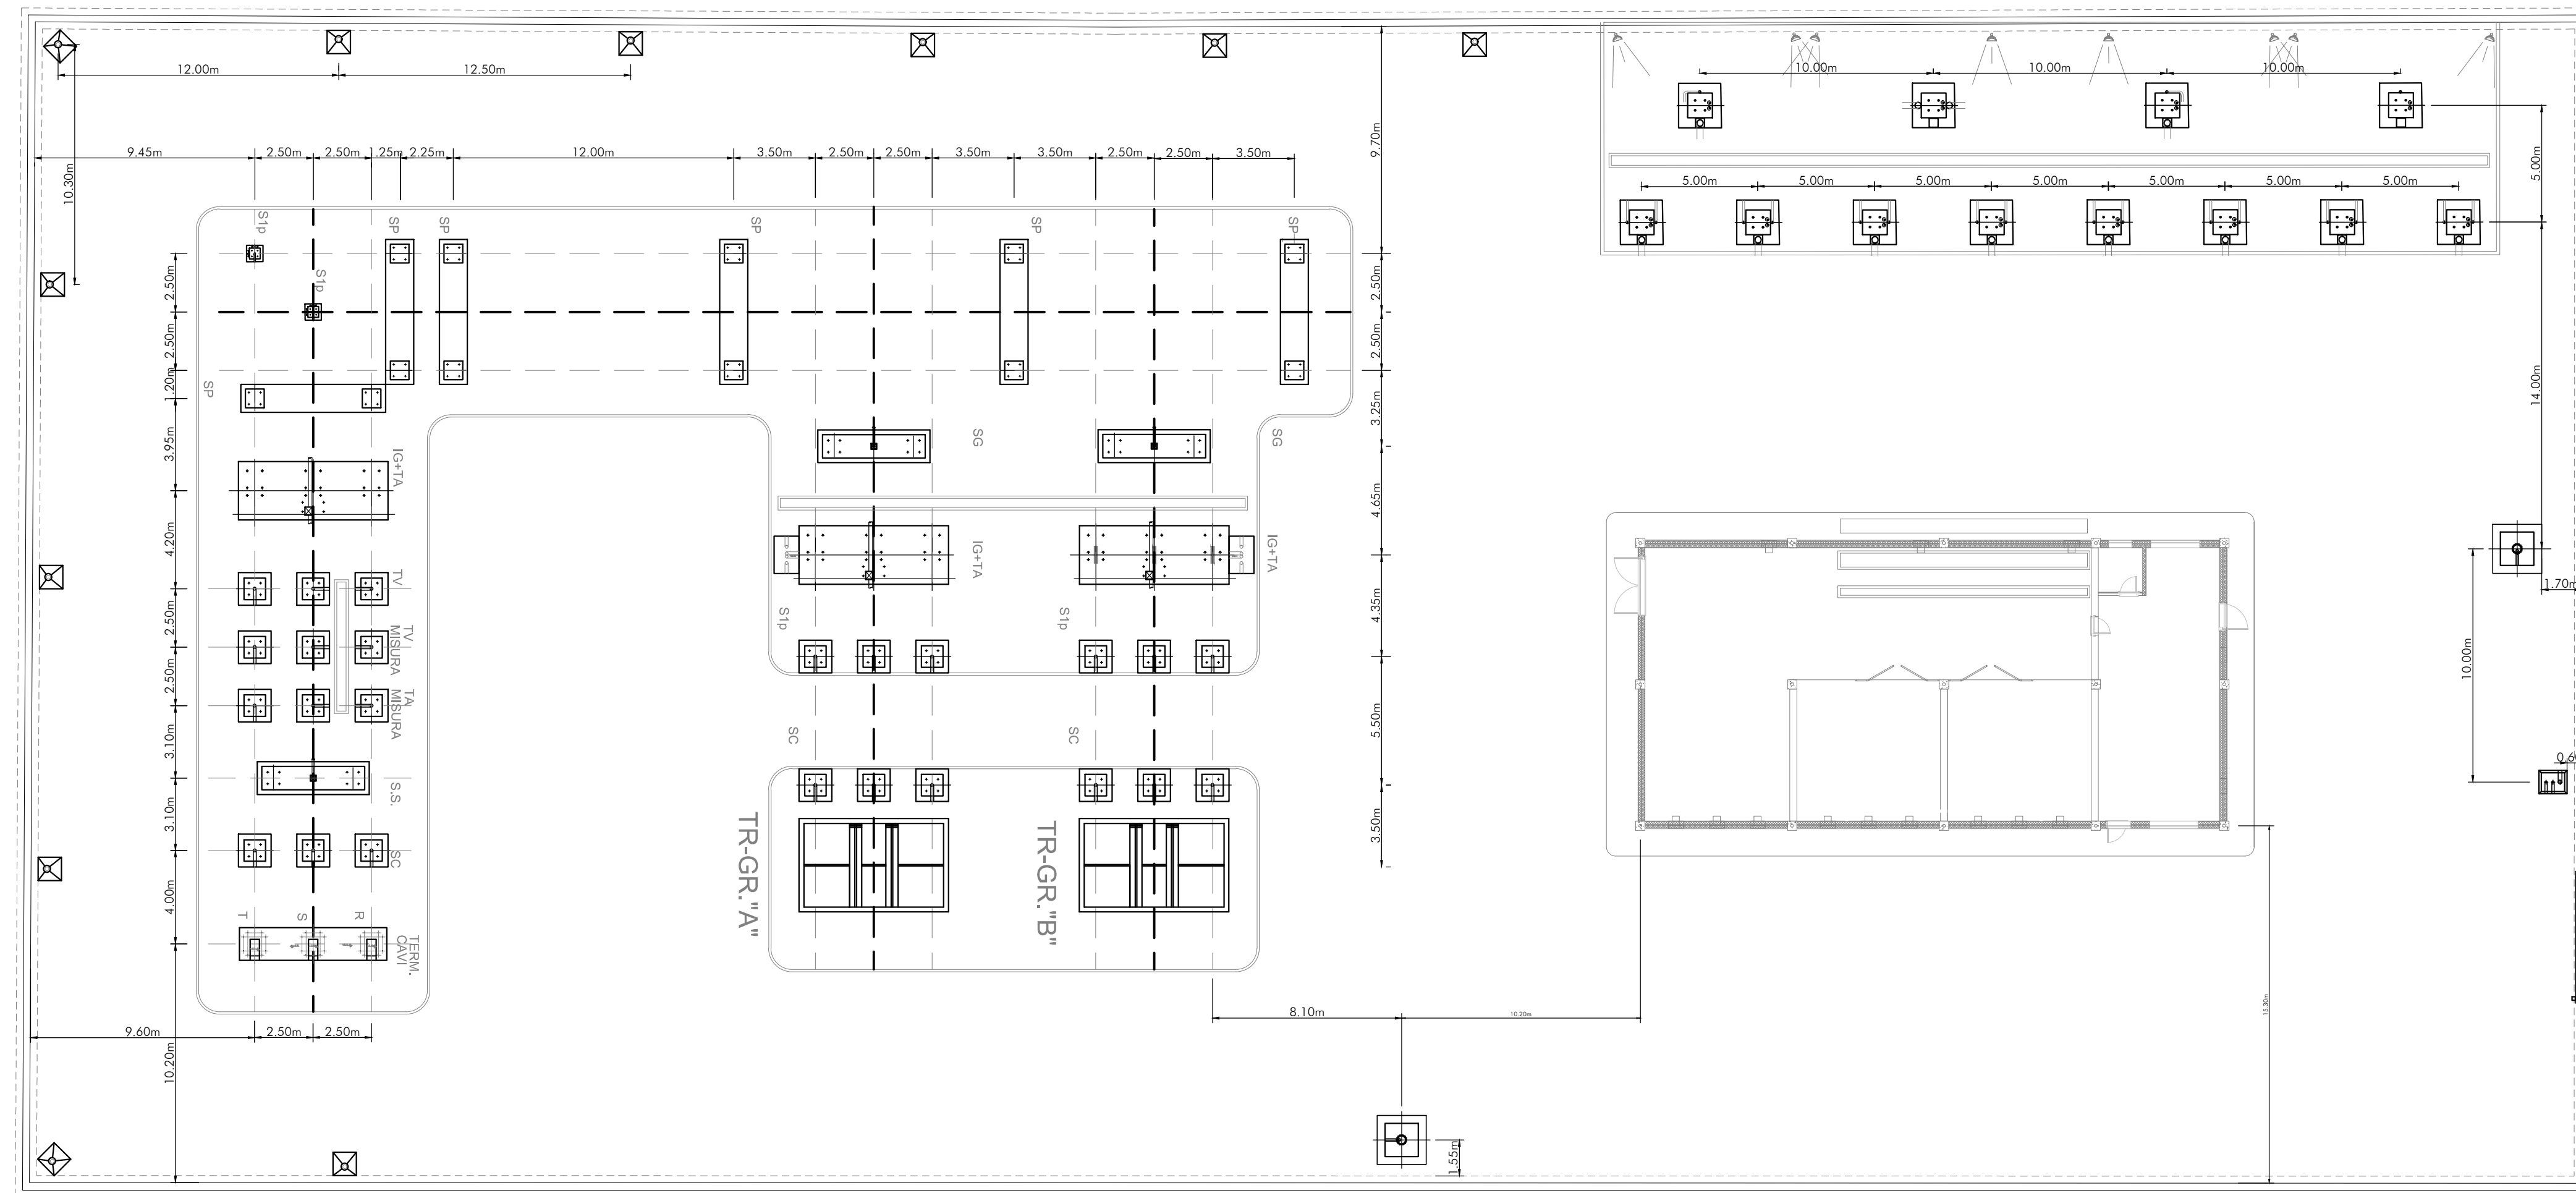 12.00m
12.50m
10.00m
10.00m
10.00m
9.45m
2.50m
2.50m
1.25m
2.25m
12.00m
3.50m
2.50m
2.50m
3.50m
3.50m
2.50m
2.50m
3.50m
9.70m
10.30m
5.00m
5.00m
5.00m
5.00m
5.00m
5.00m
5.00m
5.00m
S1p
SP
SP
SP
SP
SP
S1p
2.50m
2.50m
2.50m
2.50m
1.20m
SP
3.25m
14.00m
3.95m
IG+TA
SG
SG
4.65m
4.20m
IG+TA
IG+TA
TV
4.35m
1.70m
2.50m
TV
MISURA
S1p
S1p
10.00m
2.50m
TA
MISURA
3.10m
SC
SC
5.50m
S.S.
3.10m
3.50m
TR-GR."A"
TR-GR."B"
SC
4.00m
T
S
R
TERM.
CAVI
9.60m
2.50m
2.50m
10.20m
8.10m
10.20m
15.30m
1.55m